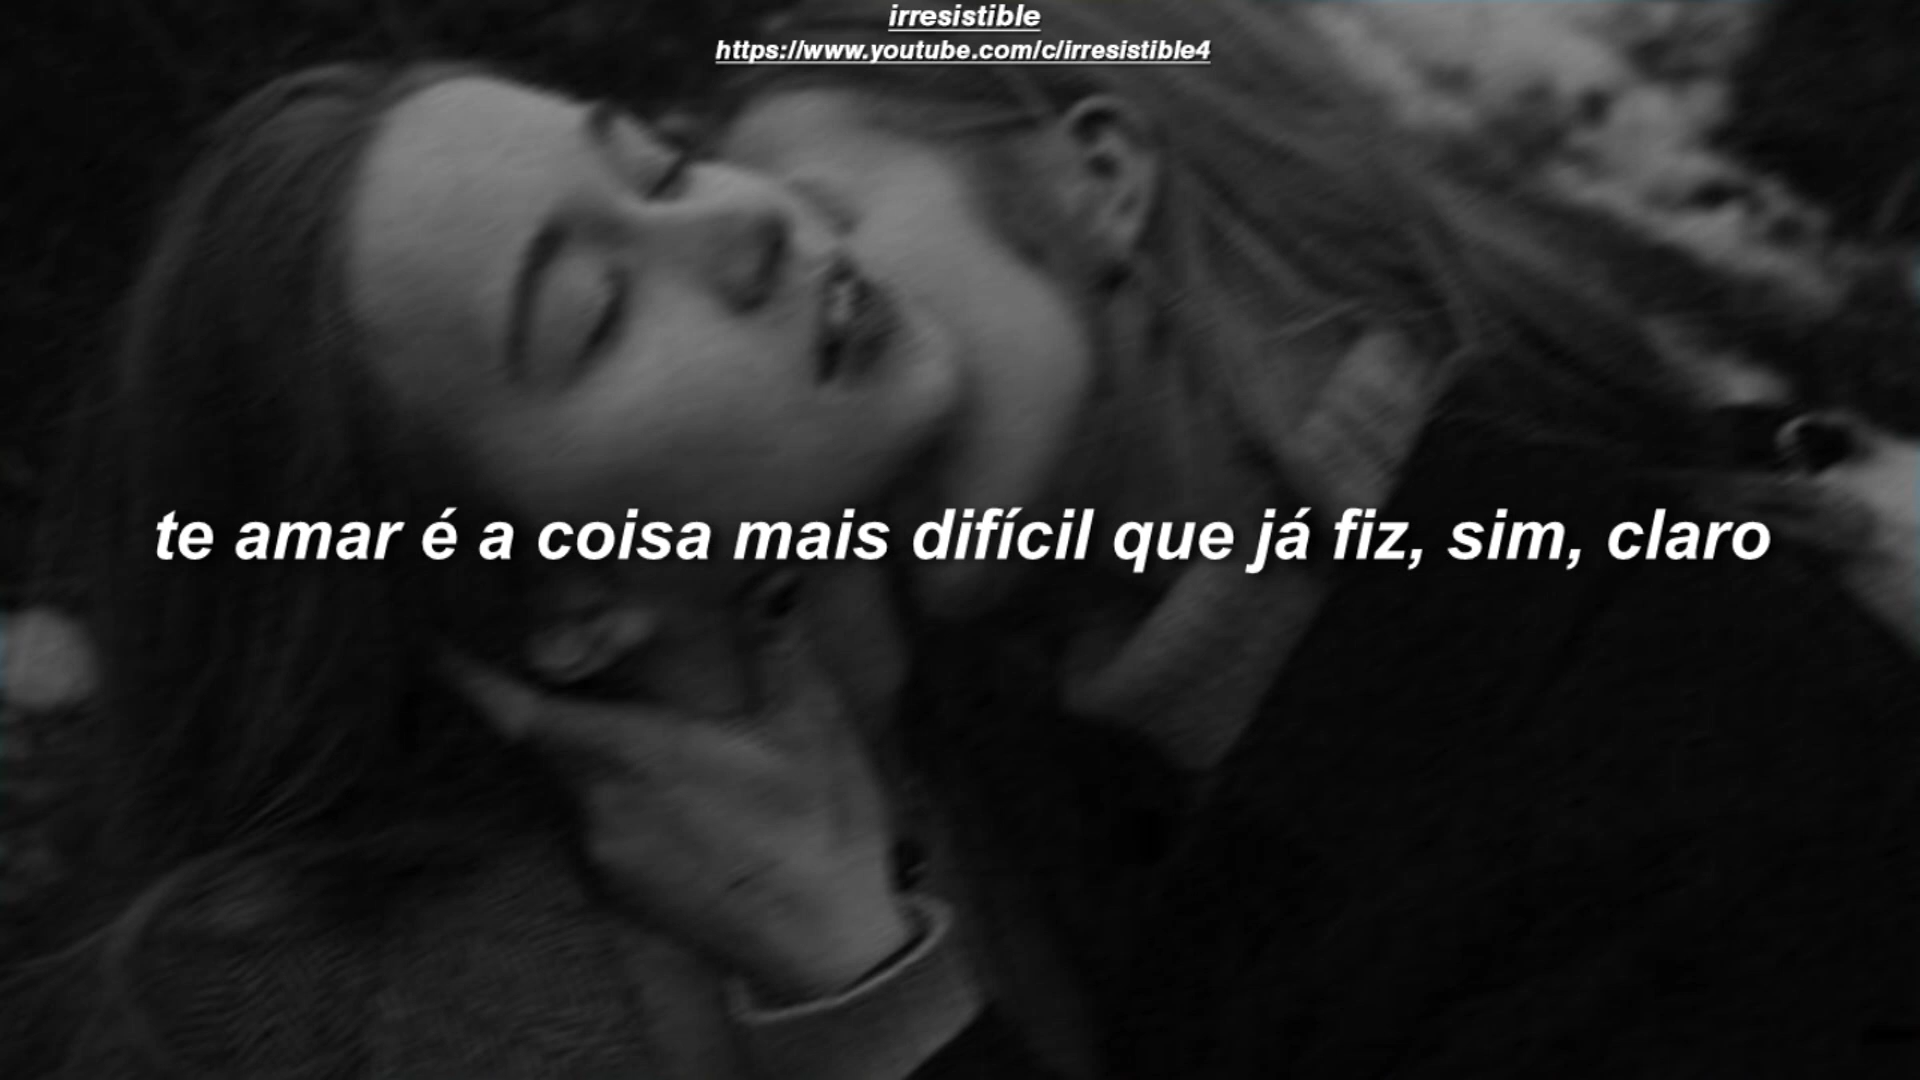 irresistible
https://www.youtube.com/c/irresistible4
te amar é a coisa mais difícil que já fiz, sim, claro